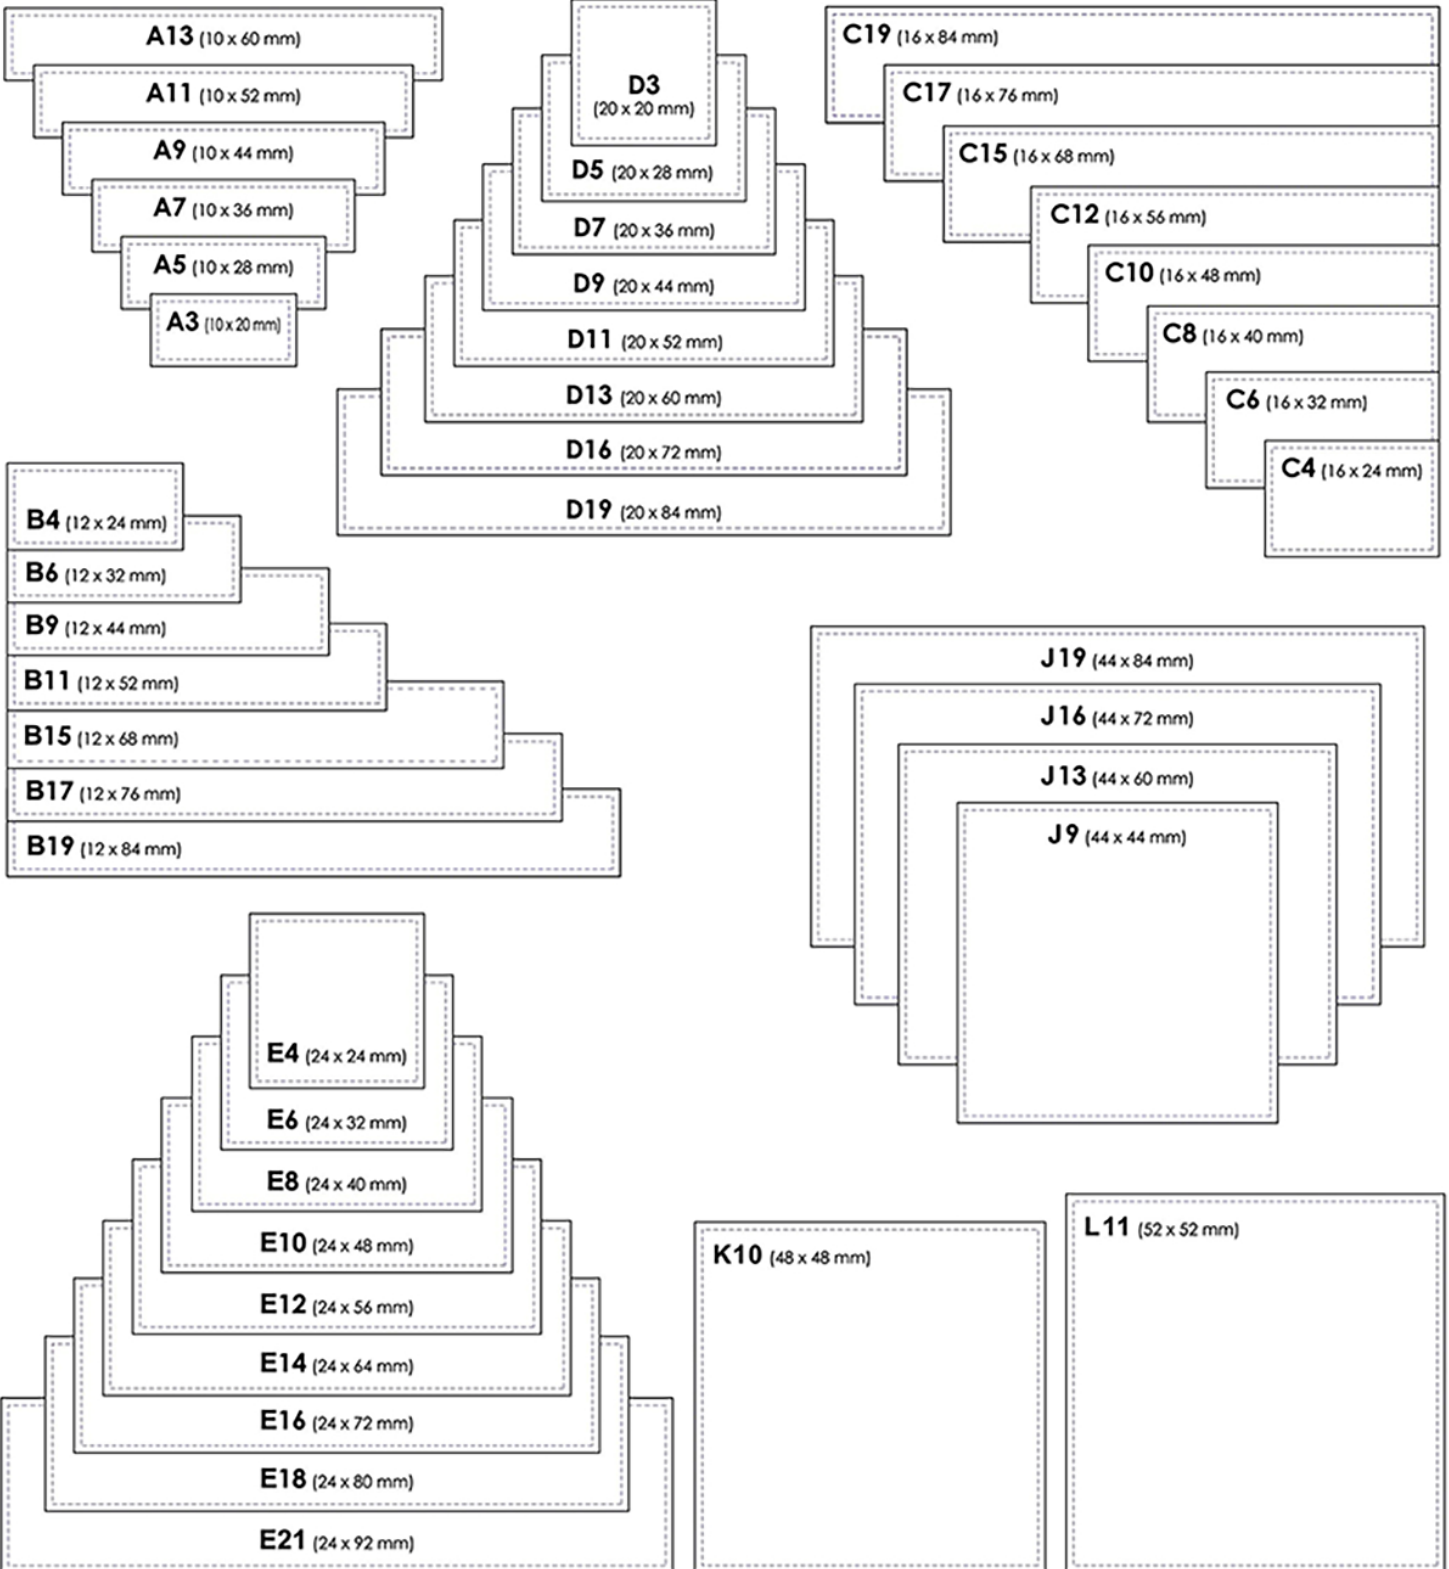 A13 (10 x 60 mm)
A11 (10 x 52 mm)
A9 (10 x 44 mm)
A7 (10 x 36 mm)
A5 (10 x 28 mm)
A3 (10 x 20 mm)
D3
(20 x 20 mm)
D5 (20 x 28 mm)
D7 (20 x 36 mm)
D9 (20 x 44 mm)
D11 (20 x 52 mm)
D13 (20 x 60 mm)
D16 (20 x 72 mm)
D19 (20 x 84 mm)
C19 (16 x 84 mm)
C17 (16 x 76 mm)
C15 (16 x 68 mm)
C12 (16 x 56 mm)
C10 (16 x 48 mm)
C8 (16 x 40 mm)
C6 (16 x 32 mm)
C4 (16 x 24 mm)
B4 (12 x 24 mm)
B6 (12 x 32 mm)
B9 (12 x 44 mm)
B11 (12 x 52 mm)
B15 (12 x 68 mm)
B17 (12 x 76 mm)
B19 (12 x 84 mm)
J19 (44 x 84 mm)
J16 (44 x 72 mm)
J13 (44 x 60 mm)
J9 (44 x 44 mm)
E4 (24 x 24 mm)
E6 (24 x 32 mm)
E8 (24 x 40 mm)
E10 (24 x 48 mm)
E12 (24 x 56 mm)
E14 (24 x 64 mm)
E16 (24 x 72 mm)
E18 (24 x 80 mm)
E21 (24 x 92 mm)
K10 (48 x 48 mm)
L11 (52 x 52 mm)